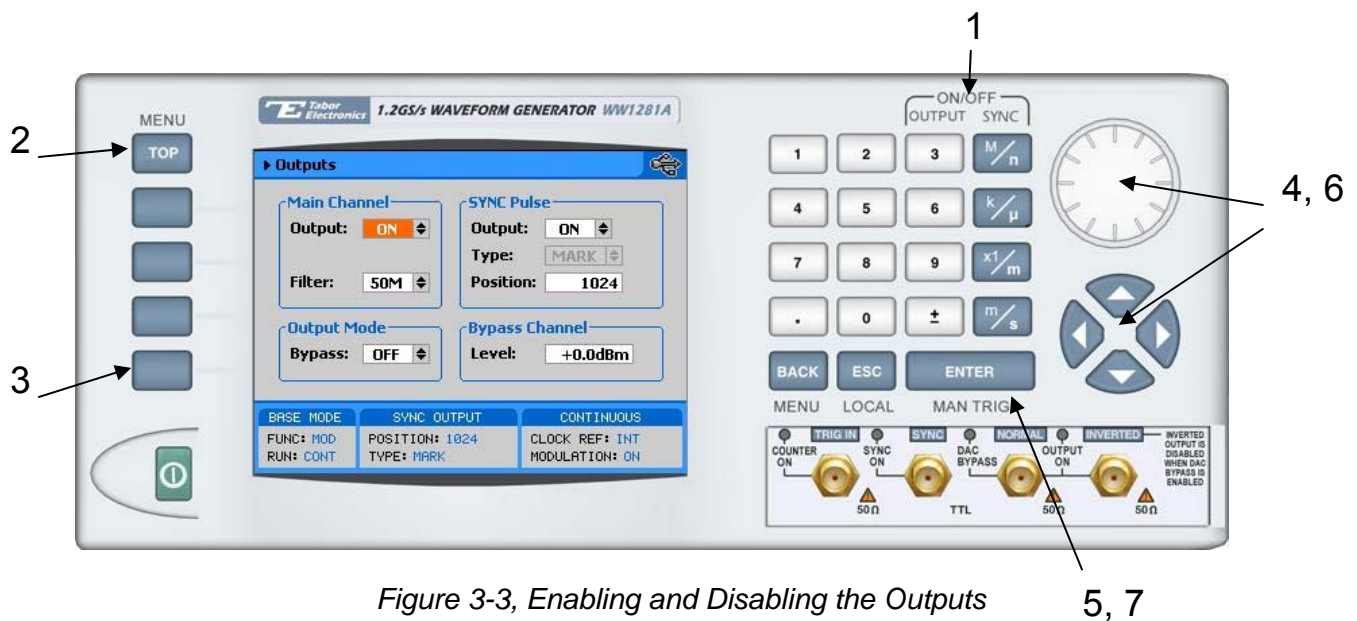 1
2
3
4, 6
5, 7
MENU
TOP
Tabor Electronics 1.2GS/s WAVEFORM GENERATOR WW1281A
Outputs
Main Channel
Output: ON
Filter: 50M
SYNC Pulse
Output: ON
Type: MARK
Position: 1024
Output Mode
Bypass: OFF
Bypass Channel
Level: +0.0dBm
BASE MODE SYNC OUTPUT CONTINUOUS
FUNC: MOD POSITION: 1024 CLOCK REF: INT
RUN: CONT TYPE: MARK MODULATION: ON
ON/OFF
OUTPUT SYNC
1 2 3 M/n
4 5 6 k/µ
7 8 9 x1/m
. 0 ± m/s
BACK ESC ENTER
MENU LOCAL MAN TRIG
TRIG IN SYNC NORMAL INVERTED
COUNTER ON
SYNC ON
DAC BYPASS
OUTPUT ON
INVERTED
OUTPUT IS
DISABLED
WHEN DAC
BYPASS IS
ENABLED
50Ω TTL 50Ω 50Ω
Figure 3-3, Enabling and Disabling the Outputs